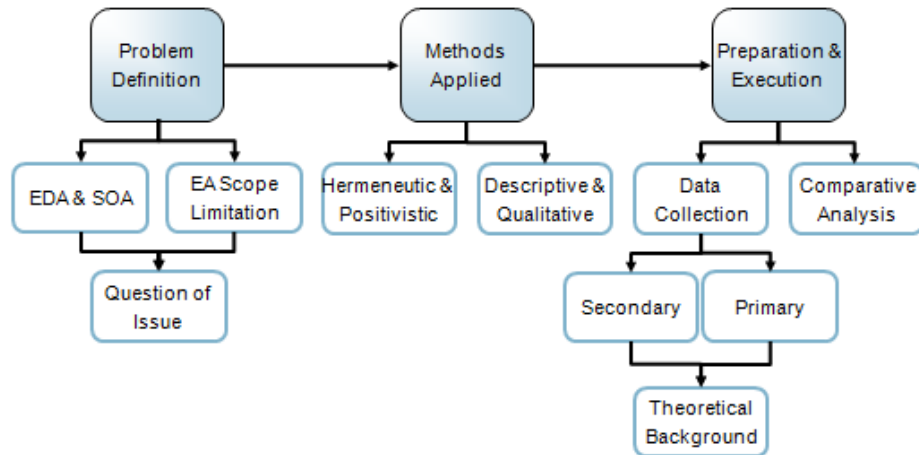 Problem
Definition
Methods
Applied
Preparation &
Execution
EDA & SOA
EA Scope
Limitation
Hermeneutic &
Positivistic
Descriptive &
Qualitative
Data
Collection
Comparative
Analysis
Question of
Issue
Secondary
Primary
Theoretical
Background